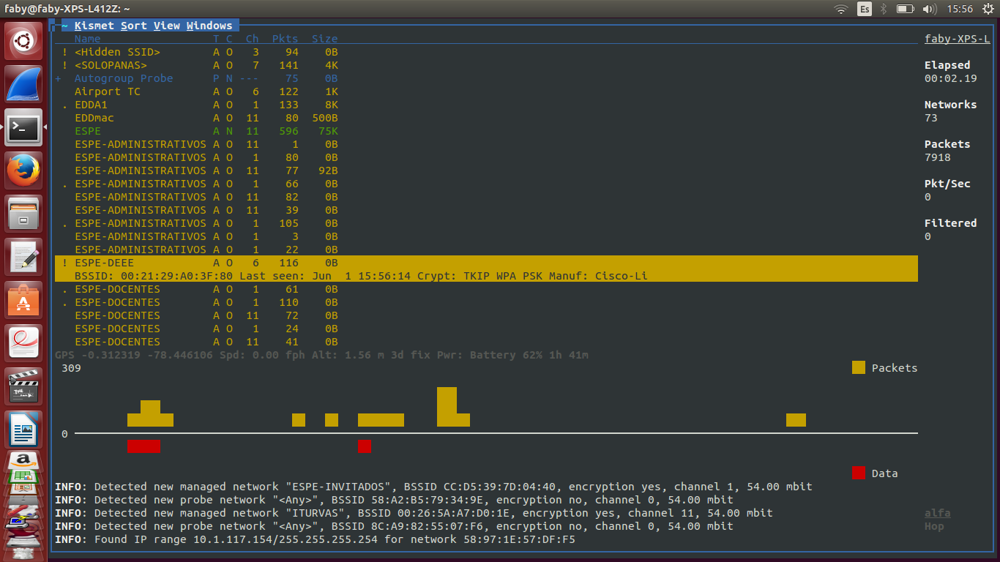 faby@faby-XPS-L412Z: ~ Es 15:56
~ Kismet Sort View Windows
Name T C Ch Pkts Size
faby-XPS-L
! <Hidden SSID> A O 3 94 0B
! <SOLOPANAS> A O 7 141 4K
Elapsed
+ Autogroup Probe P N --- 75 0B
00:02.19
Airport TC A O 6 122 1K
. EDDA1 A O 1 133 8K
Networks
EDDmac A O 11 80 500B
73
ESPE A N 11 596 75K
ESPE-ADMINISTRATIVOS A O 11 1 0B
Packets
ESPE-ADMINISTRATIVOS A O 1 80 0B
7918
ESPE-ADMINISTRATIVOS A O 11 77 92B
. ESPE-ADMINISTRATIVOS A O 1 66 0B
Pkt/Sec
ESPE-ADMINISTRATIVOS A O 11 82 0B
0
ESPE-ADMINISTRATIVOS A O 11 39 0B
. ESPE-ADMINISTRATIVOS A O 1 105 0B
Filtered
ESPE-ADMINISTRATIVOS A O 1 3 0B
0
ESPE-ADMINISTRATIVOS A O 1 22 0B
! ESPE-DEEE A O 6 116 0B
BSSID: 00:21:29:A0:3F:80 Last seen: Jun 1 15:56:14 Crypt: TKIP WPA PSK Manuf: Cisco-Li
. ESPE-DOCENTES A O 1 61 0B
. ESPE-DOCENTES A O 1 110 0B
ESPE-DOCENTES A O 11 72 0B
ESPE-DOCENTES A O 1 24 0B
ESPE-DOCENTES A O 11 41 0B
GPS -0.312319 -78.446106 Spd: 0.00 fph Alt: 1.56 m 3d fix Pwr: Battery 62% 1h 41m
309
Packets
0
Data
INFO: Detected new managed network "ESPE-INVITADOS", BSSID CC:D5:39:7D:04:40, encryption yes, channel 1, 54.00 mbit
INFO: Detected new probe network "<Any>", BSSID 58:A2:B5:79:34:9E, encryption no, channel 0, 54.00 mbit
INFO: Detected new managed network "ITURVAS", BSSID 00:26:5A:A7:D0:1E, encryption yes, channel 11, 54.00 mbit
alfa
INFO: Detected new probe network "<Any>", BSSID 8C:A9:82:55:07:F6, encryption no, channel 0, 54.00 mbit
Hop
INFO: Found IP range 10.1.117.154/255.255.255.254 for network 58:97:1E:57:DF:F5